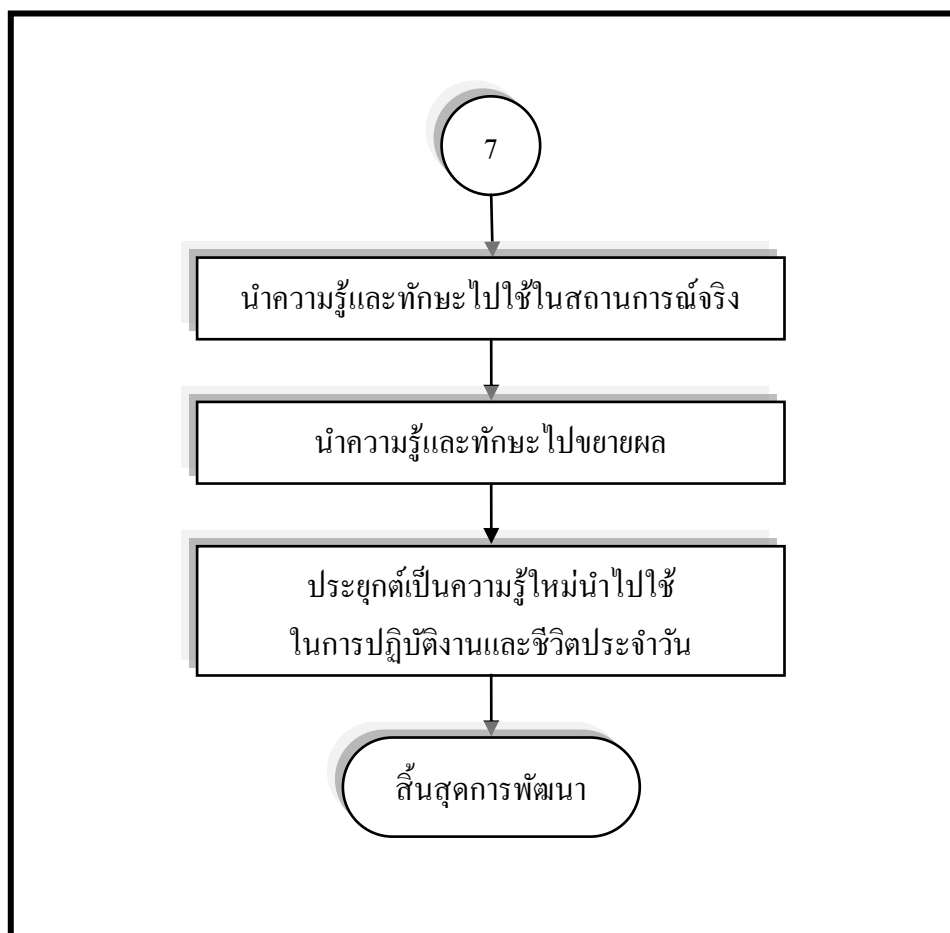 7
นำความรู้และทักษะไปใช้ในสถานการณ์จริง
นำความรู้และทักษะไปขยายผล
ประยุกต์เป็นความรู้ใหม่นำไปใช้
ในการปฏิบัติงานและชีวิตประจำวัน
สิ้นสุดการพัฒนา